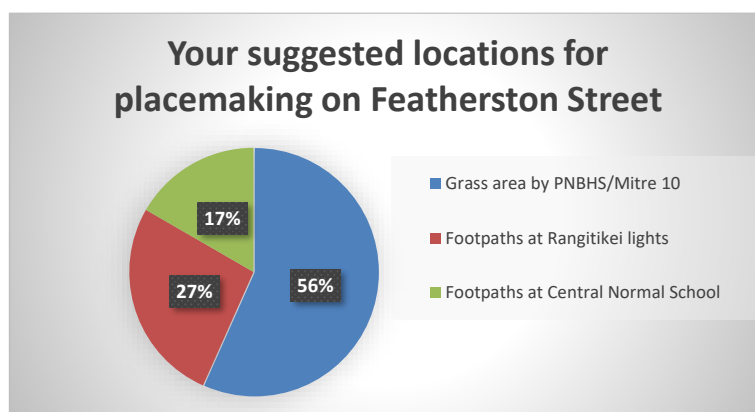 Your suggested locations for
placemaking on Featherston Street
17%
27%
56%
Grass area by PNBHS/Mitre 10
Footpaths at Rangitikei lights
Footpaths at Central Normal School